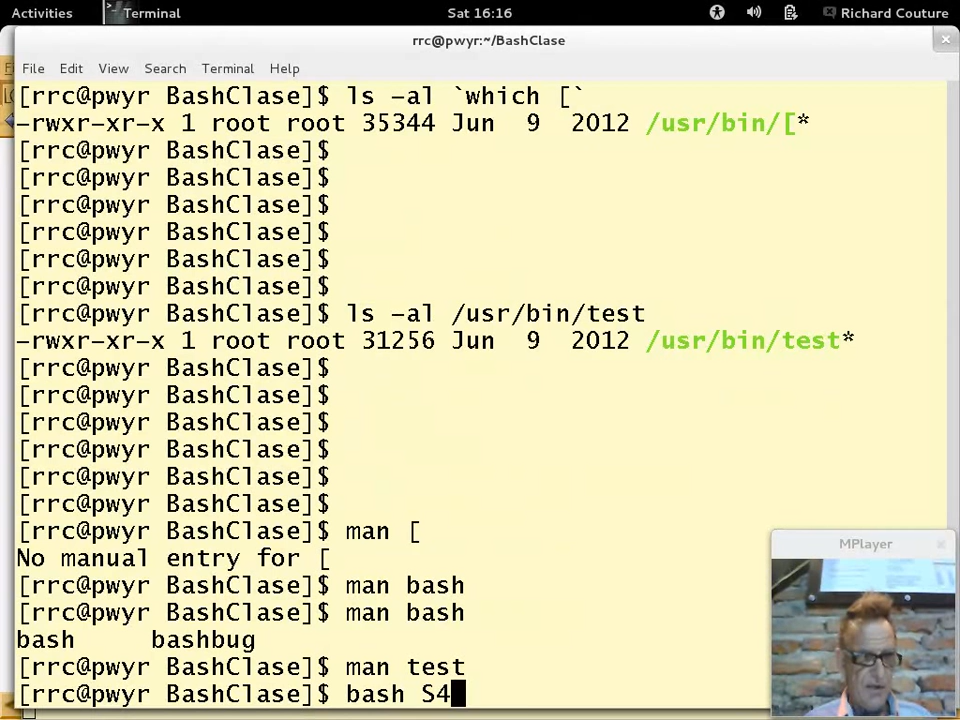 Activities
Terminal
Sat 16:16
Richard Couture
rrc@pwyr:~/BashClase
File Edit View Search Terminal Help
[rrc@pwyr BashClase]$ ls -al `which [`
-rwxr-xr-x 1 root root 35344 Jun  9  2012 /usr/bin/[*
[rrc@pwyr BashClase]$
[rrc@pwyr BashClase]$
[rrc@pwyr BashClase]$
[rrc@pwyr BashClase]$
[rrc@pwyr BashClase]$
[rrc@pwyr BashClase]$
[rrc@pwyr BashClase]$ ls -al /usr/bin/test
-rwxr-xr-x 1 root root 31256 Jun  9  2012 /usr/bin/test*
[rrc@pwyr BashClase]$
[rrc@pwyr BashClase]$
[rrc@pwyr BashClase]$
[rrc@pwyr BashClase]$
[rrc@pwyr BashClase]$
[rrc@pwyr BashClase]$
[rrc@pwyr BashClase]$ man [
No manual entry for [
[rrc@pwyr BashClase]$ man bash
[rrc@pwyr BashClase]$ man bash
bash     bashbug
[rrc@pwyr BashClase]$ man test
[rrc@pwyr BashClase]$ bash S4
MPlayer